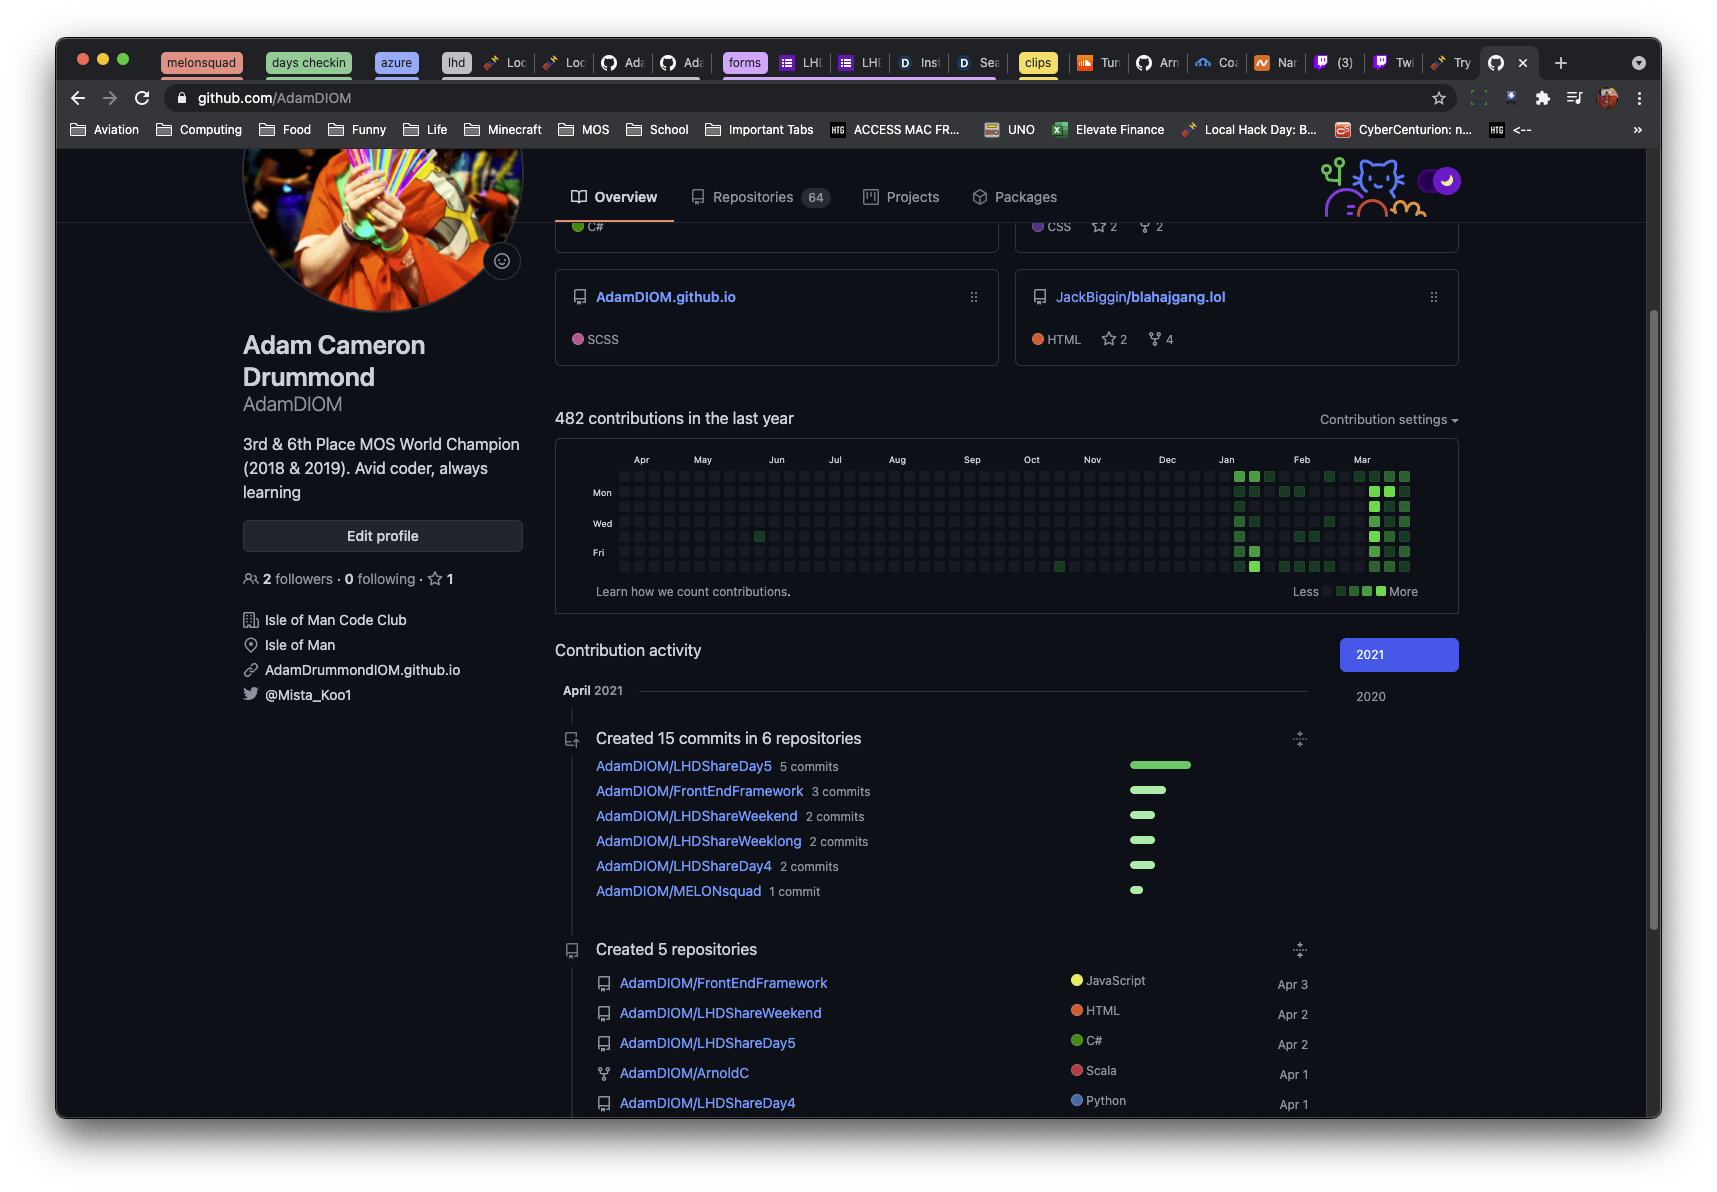 melonsquad
days checkin
azure
lhd
Loc
Loc
Ada
Ada
forms
LHI
LHI
Inst
Sea
clips
Tun
Arn
Coa
Nar
(3)
Twi
Try
github.com/AdamDIOM
Aviation
Computing
Food
Funny
Life
Minecraft
MOS
School
Important Tabs
HTG ACCESS MAC FR...
UNO
Elevate Finance
Local Hack Day: B...
CyberCenturion: n...
HTG <--
»
Overview
Repositories 64
Projects
Packages
C#
CSS 2 2
AdamDIOM.github.io
SCSS
JackBiggin/blahajgang.lol
HTML 2 4
Adam Cameron
Drummond
AdamDIOM
3rd & 6th Place MOS World Champion
(2018 & 2019). Avid coder, always
learning
Edit profile
2 followers · 0 following · 1
Isle of Man Code Club
Isle of Man
AdamDrummondIOM.github.io
@Mista_Koo1
482 contributions in the last year
Contribution settings
Apr May Jun Jul Aug Sep Oct Nov Dec Jan Feb Mar
Mon
Wed
Fri
Learn how we count contributions.
Less More
Contribution activity
2021
2020
April 2021
Created 15 commits in 6 repositories
AdamDIOM/LHDShareDay5 5 commits
AdamDIOM/FrontEndFramework 3 commits
AdamDIOM/LHDShareWeekend 2 commits
AdamDIOM/LHDShareWeeklong 2 commits
AdamDIOM/LHDShareDay4 2 commits
AdamDIOM/MELONsquad 1 commit
Created 5 repositories
AdamDIOM/FrontEndFramework JavaScript Apr 3
AdamDIOM/LHDShareWeekend HTML Apr 2
AdamDIOM/LHDShareDay5 C# Apr 2
AdamDIOM/ArnoldC Scala Apr 1
AdamDIOM/LHDShareDay4 Python Apr 1